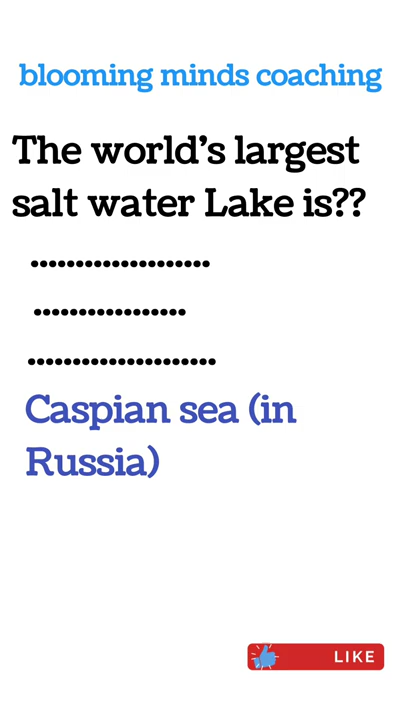 blooming minds coaching
The world's largest
salt water Lake is??
....................
.................
.....................
Caspian sea (in
Russia)
LIKE